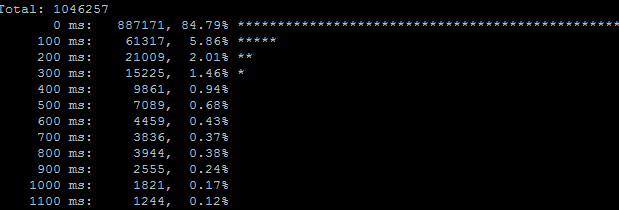 Total: 1046257
0 ms: 887171, 84.79% ************************************************
100 ms: 61317, 5.86% *****
200 ms: 21009, 2.01% **
300 ms: 15225, 1.46% *
400 ms: 9861, 0.94%
500 ms: 7089, 0.68%
600 ms: 4459, 0.43%
700 ms: 3836, 0.37%
800 ms: 3944, 0.38%
900 ms: 2555, 0.24%
1000 ms: 1821, 0.17%
1100 ms: 1244, 0.12%